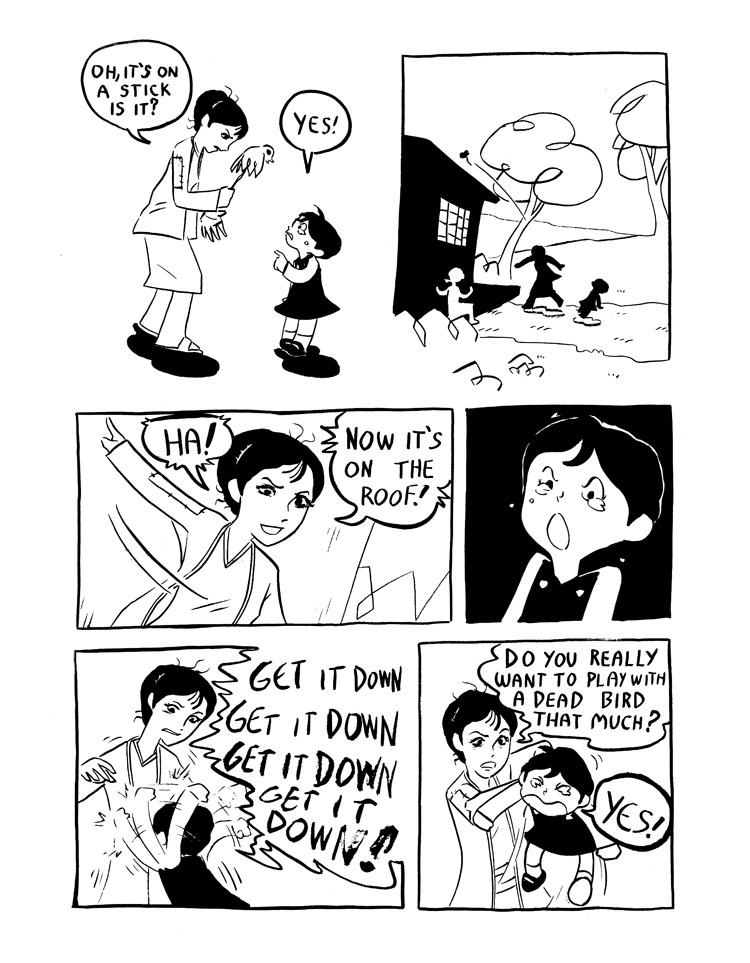 OH, IT'S ON
A STICK
IS IT?
YES!
HA!
NOW IT'S
ON THE
ROOF!
GET IT DOWN
GET IT DOWN
GET IT DOWN
GET IT
DOWN!
DO YOU REALLY
WANT TO PLAY WITH
A DEAD BIRD
THAT MUCH?
YES!